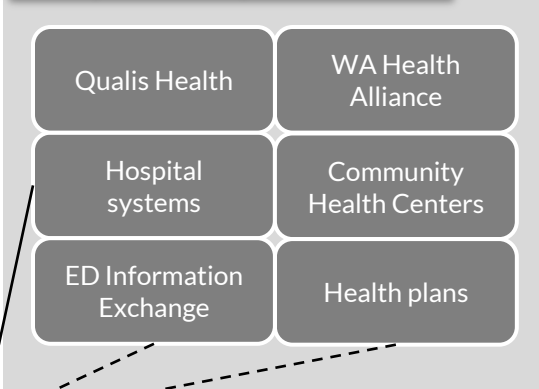 Qualis Health
WA Health
Alliance
Hospital
systems
Community
Health Centers
ED Information
Exchange
Health plans